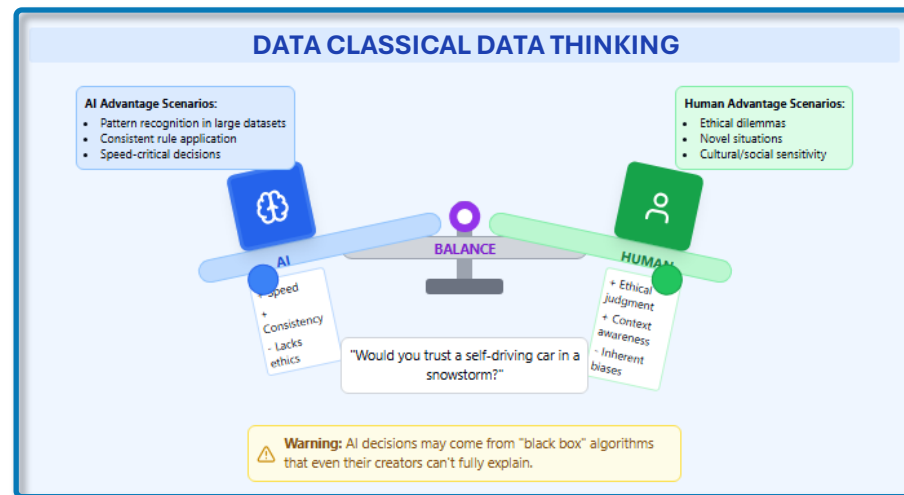 DATA CLASSICAL DATA THINKING
AI Advantage Scenarios:
• Pattern recognition in large datasets
• Consistent rule application
• Speed-critical decisions
Human Advantage Scenarios:
• Ethical dilemmas
• Novel situations
• Cultural/social sensitivity
AI
BALANCE
HUMAN
+ Speed
+
Consistency
- Lacks
ethics
+ Ethical
judgment
+ Context
awareness
- Inherent
biases
"Would you trust a self-driving car in a
snowstorm?"
Warning: AI decisions may come from "black box" algorithms
that even their creators can't fully explain.